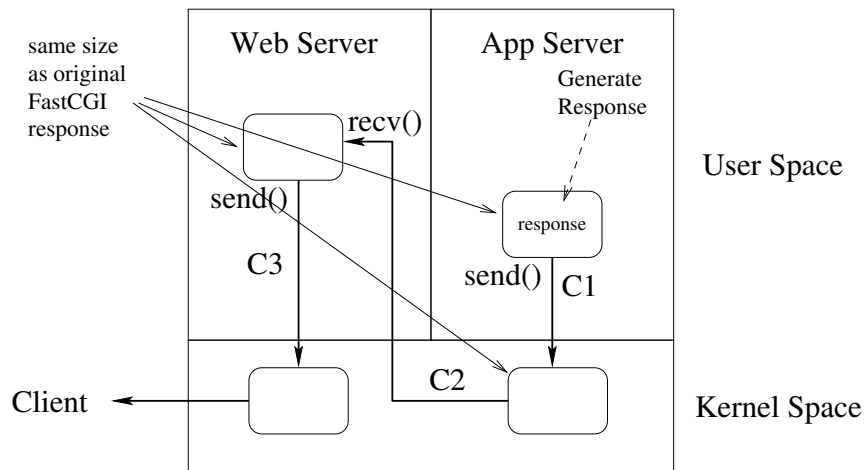 Web Server
App Server
same size
as original
FastCGI
response
Generate
Response
recv()
User Space
send()
response
C3
send()
C1
C2
Client
Kernel Space